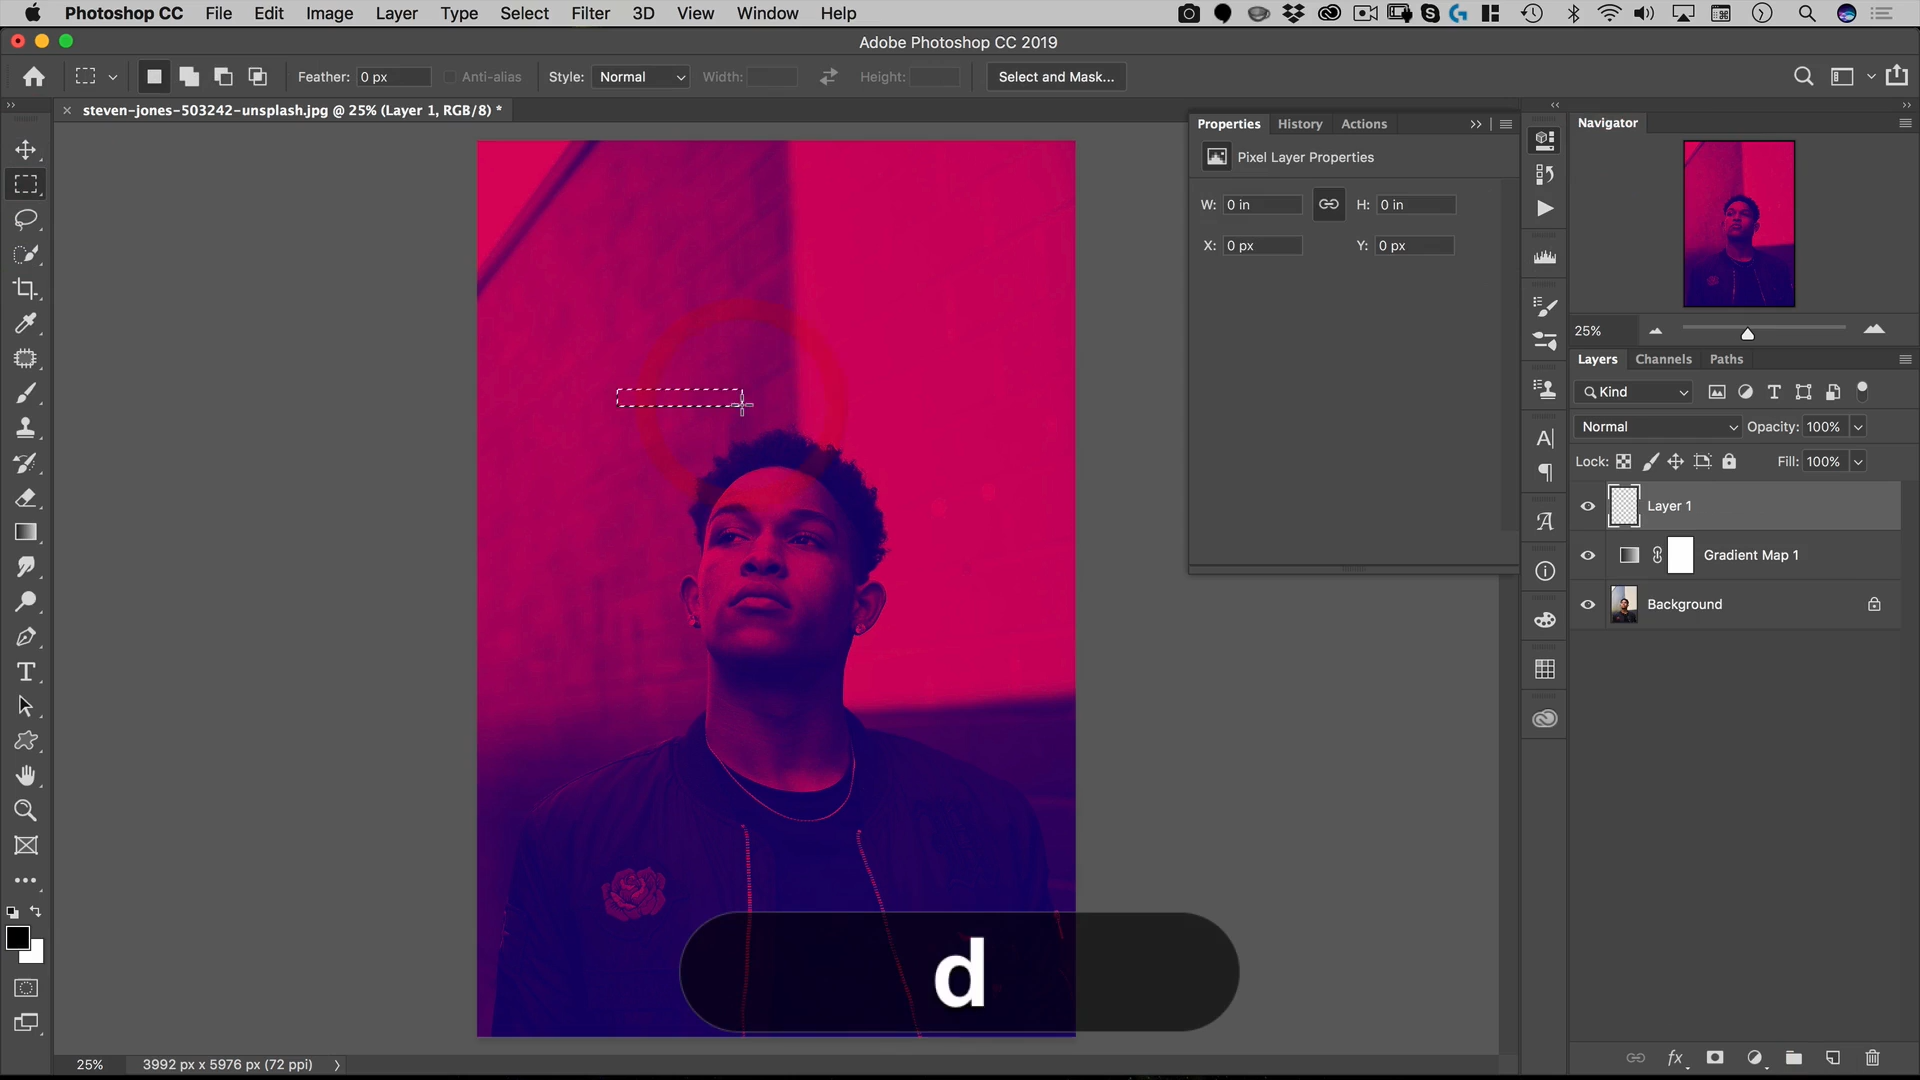 Photoshop CC File Edit Image Layer Type Select Filter 3D View Window Help
Adobe Photoshop CC 2019
Feather: 0 px Anti-alias Style: Normal Width: Height: Select and Mask...
steven-jones-503242-unsplash.jpg @ 25% (Layer 1, RGB/8) *
Properties History Actions
Pixel Layer Properties
W: 0 in H: 0 in
X: 0 px Y: 0 px
Navigator
25%
Layers Channels Paths
Kind
Normal Opacity: 100%
Lock: Fill: 100%
Layer 1
Gradient Map 1
Background
d
25% 3992 px x 5976 px (72 ppi)